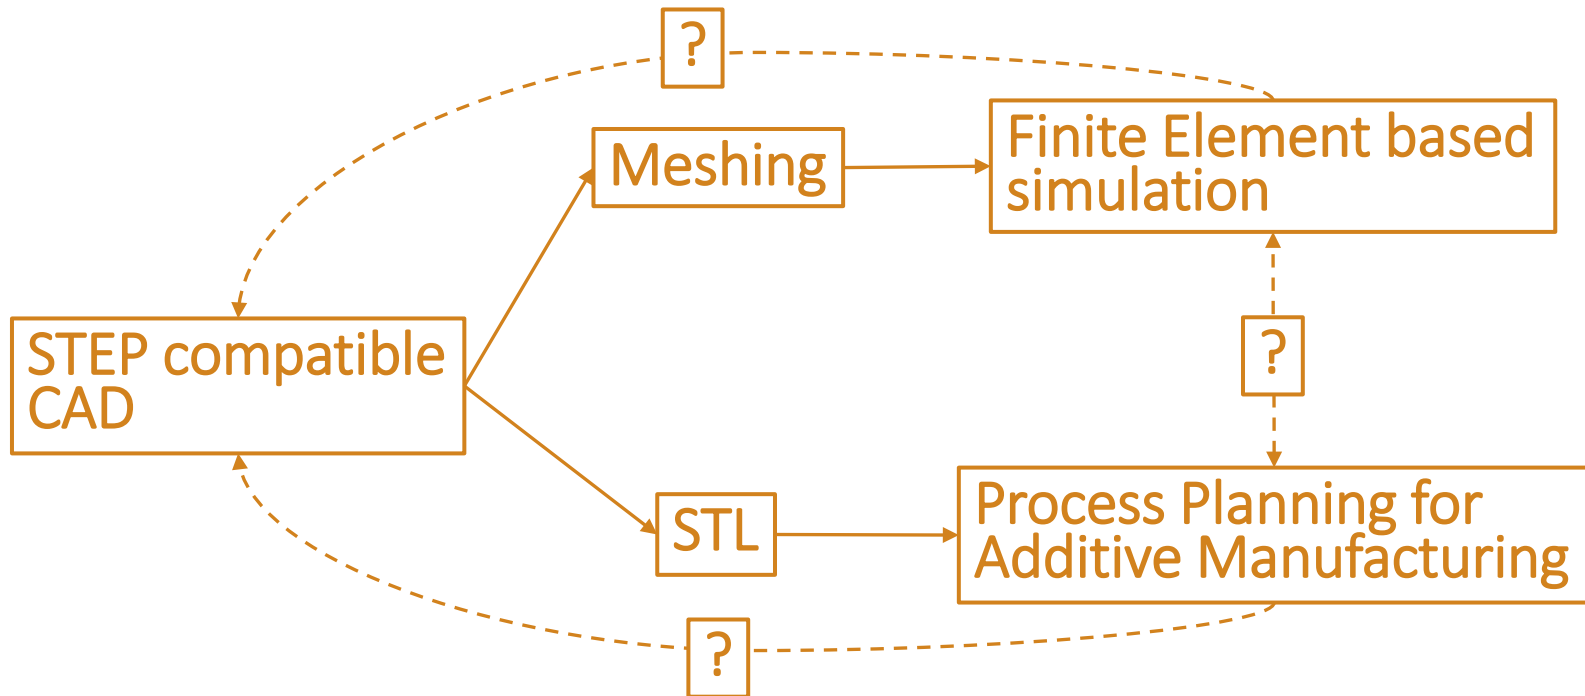 ?
Meshing
Finite Element based
simulation
STEP compatible
CAD
?
STL
Process Planning for
Additive Manufacturing
?